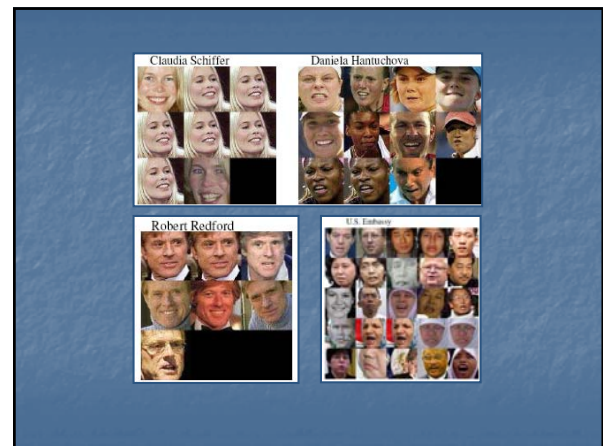 Claudia Schiffer
Daniela Hantuchova
Robert Redford
U.S. Embassy